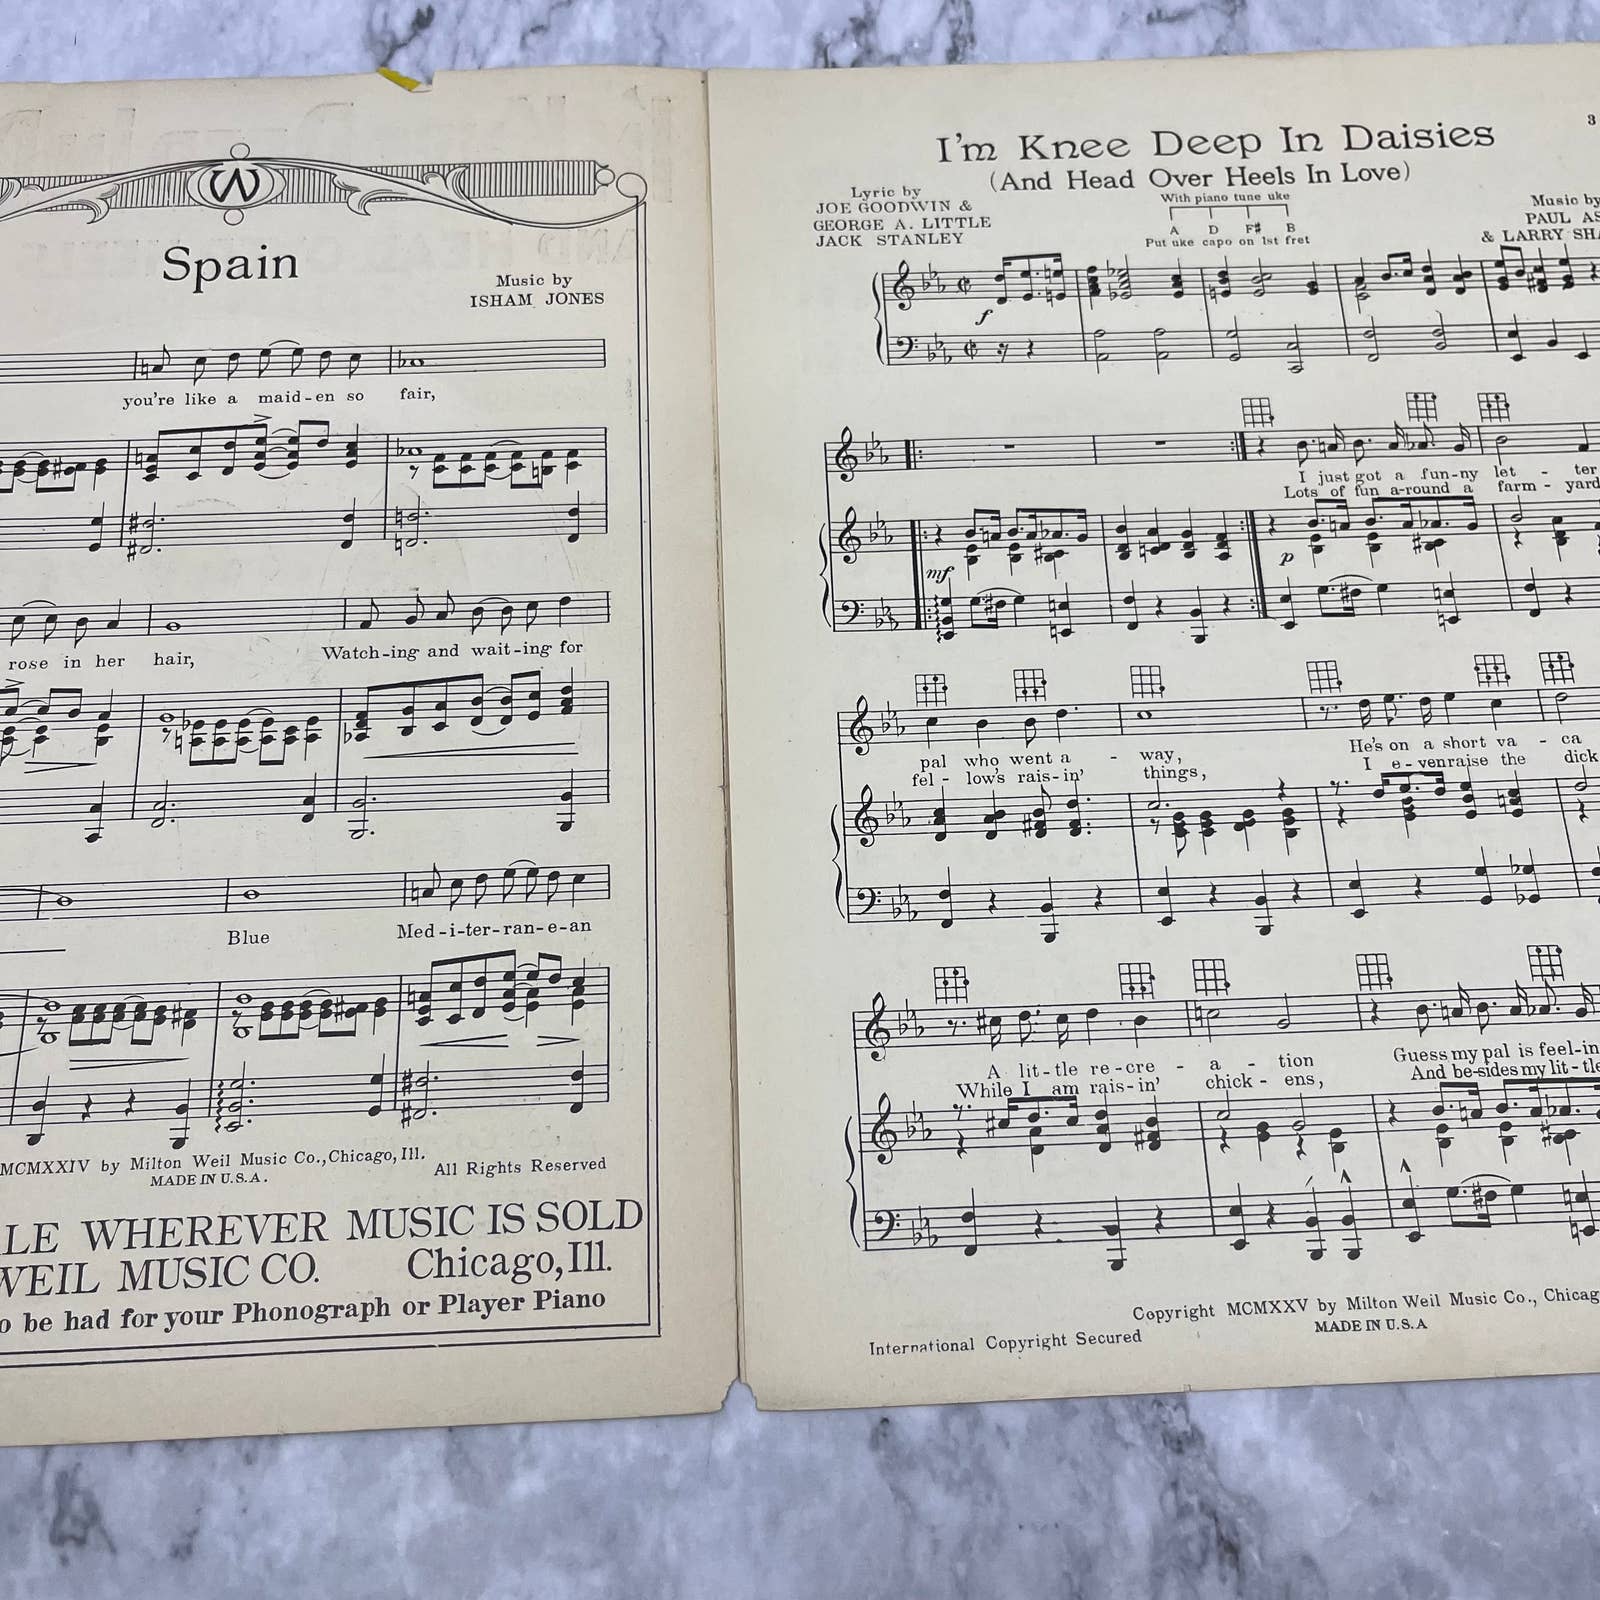 W
Spain
Music by
ISHAM JONES
you're like a maid-en so fair,
rose in her hair, Watch-ing and wait-ing for
Blue Med-i-ter-ran-e-an
MCMXXIV by Milton Weil Music Co., Chicago, Ill. All Rights Reserved
MADE IN U.S.A.
LE WHEREVER MUSIC IS SOLD
WEIL MUSIC CO. Chicago, Ill.
o be had for your Phonograph or Player Piano
3
I'm Knee Deep In Daisies
(And Head Over Heels In Love)
Lyric by
JOE GOODWIN &
GEORGE A. LITTLE
JACK STANLEY
With piano tune uke
A D F# B
Put uke capo on 1st fret
Music by
PAUL AS
& LARRY SHA
f
I just got a fun-ny let - ter
Lots of fun a-round a farm - yard
mf
p
pal who went a - way, He's on a short va - ca
fel - low's rais-in' things, I e-venraise the dick
A lit-tle re-cre - a - tion Guess my pal is feel-in
While I am rais-in' chick - ens, And be-sides my lit-tle
Copyright MCMXXV by Milton Weil Music Co., Chicag
MADE IN U.S.A
International Copyright Secured